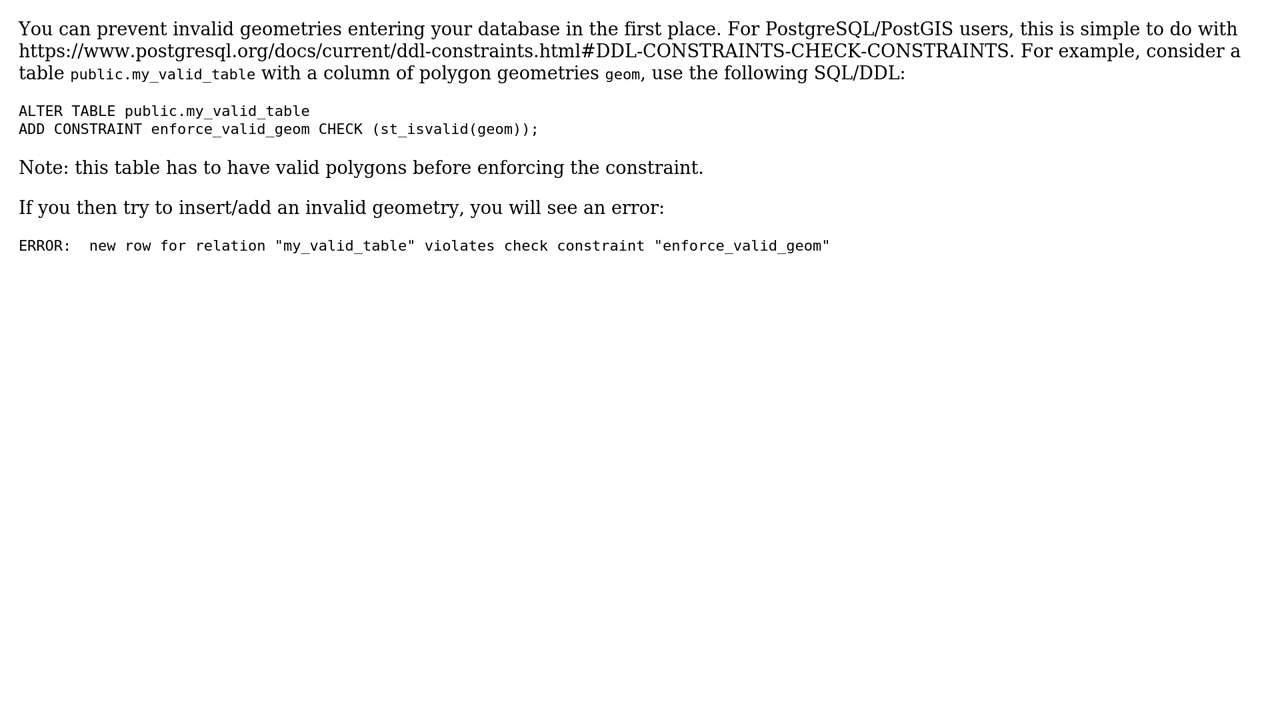 You can prevent invalid geometries entering your database in the first place. For PostgreSQL/PostGIS users, this is simple to do with
https://www.postgresql.org/docs/current/ddl-constraints.html#DDL-CONSTRAINTS-CHECK-CONSTRAINTS. For example, consider a
table public.my_valid_table with a column of polygon geometries geom, use the following SQL/DDL:
ALTER TABLE public.my_valid_table
ADD CONSTRAINT enforce_valid_geom CHECK (st_isvalid(geom));
Note: this table has to have valid polygons before enforcing the constraint.
If you then try to insert/add an invalid geometry, you will see an error:
ERROR:  new row for relation "my_valid_table" violates check constraint "enforce_valid_geom"